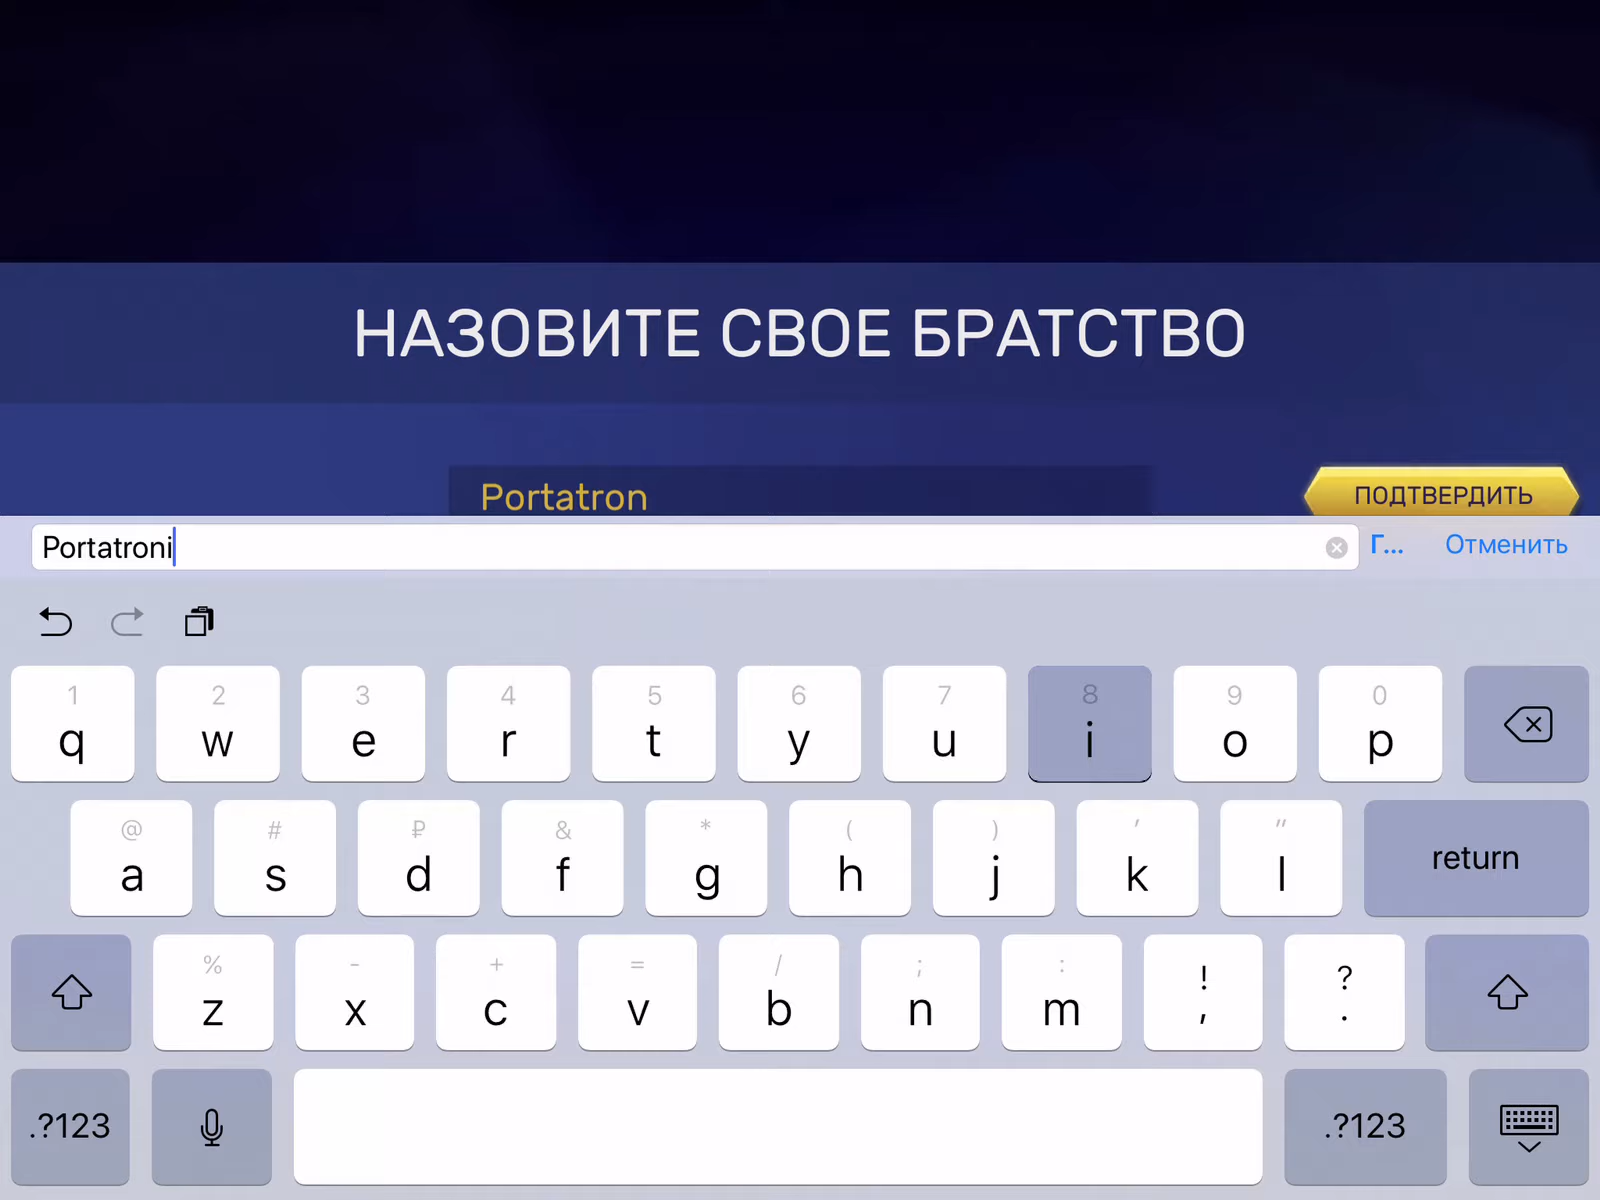 НАЗОВИТЕ СВОЕ БРАТСТВО
Portatron
ПОДТВЕРДИТЬ
Portatroni
Г...
Отменить
1 2 3 4 5 6 7 8 9 0
q w e r t y u i o p
@ # ₽ & * ( ) ' "
a s d f g h j k l return
% - + = / ; : ! ?
z x c v b n m , .
.?123 .?123